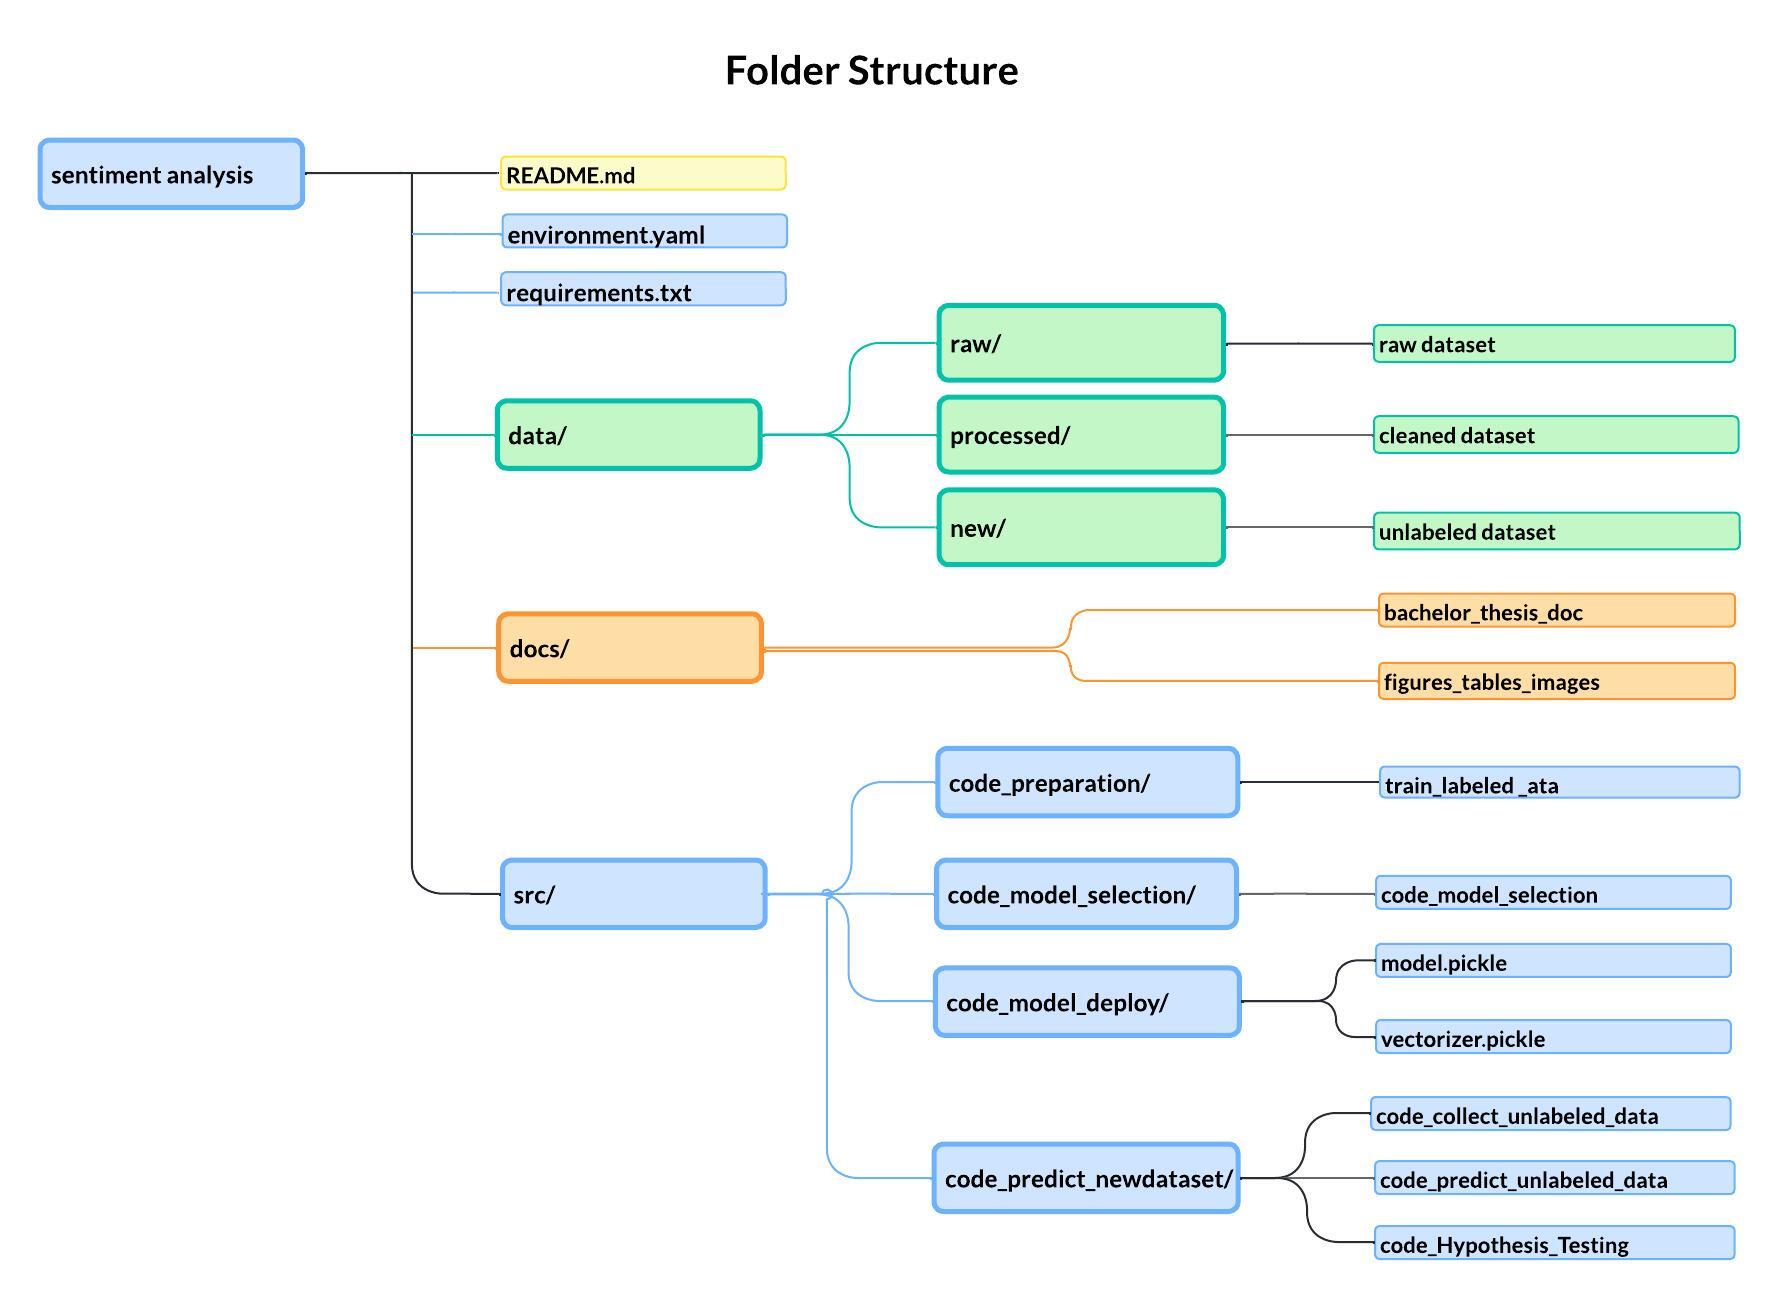 Folder Structure
sentiment analysis
README.md
environment.yaml
requirements.txt
data/
raw/
raw dataset
processed/
cleaned dataset
new/
unlabeled dataset
docs/
bachelor_thesis_doc
figures_tables_images
src/
code_preparation/
train_labeled _ata
code_model_selection/
code_model_selection
code_model_deploy/
model.pickle
vectorizer.pickle
code_predict_newdataset/
code_collect_unlabeled_data
code_predict_unlabeled_data
code_Hypothesis_Testing